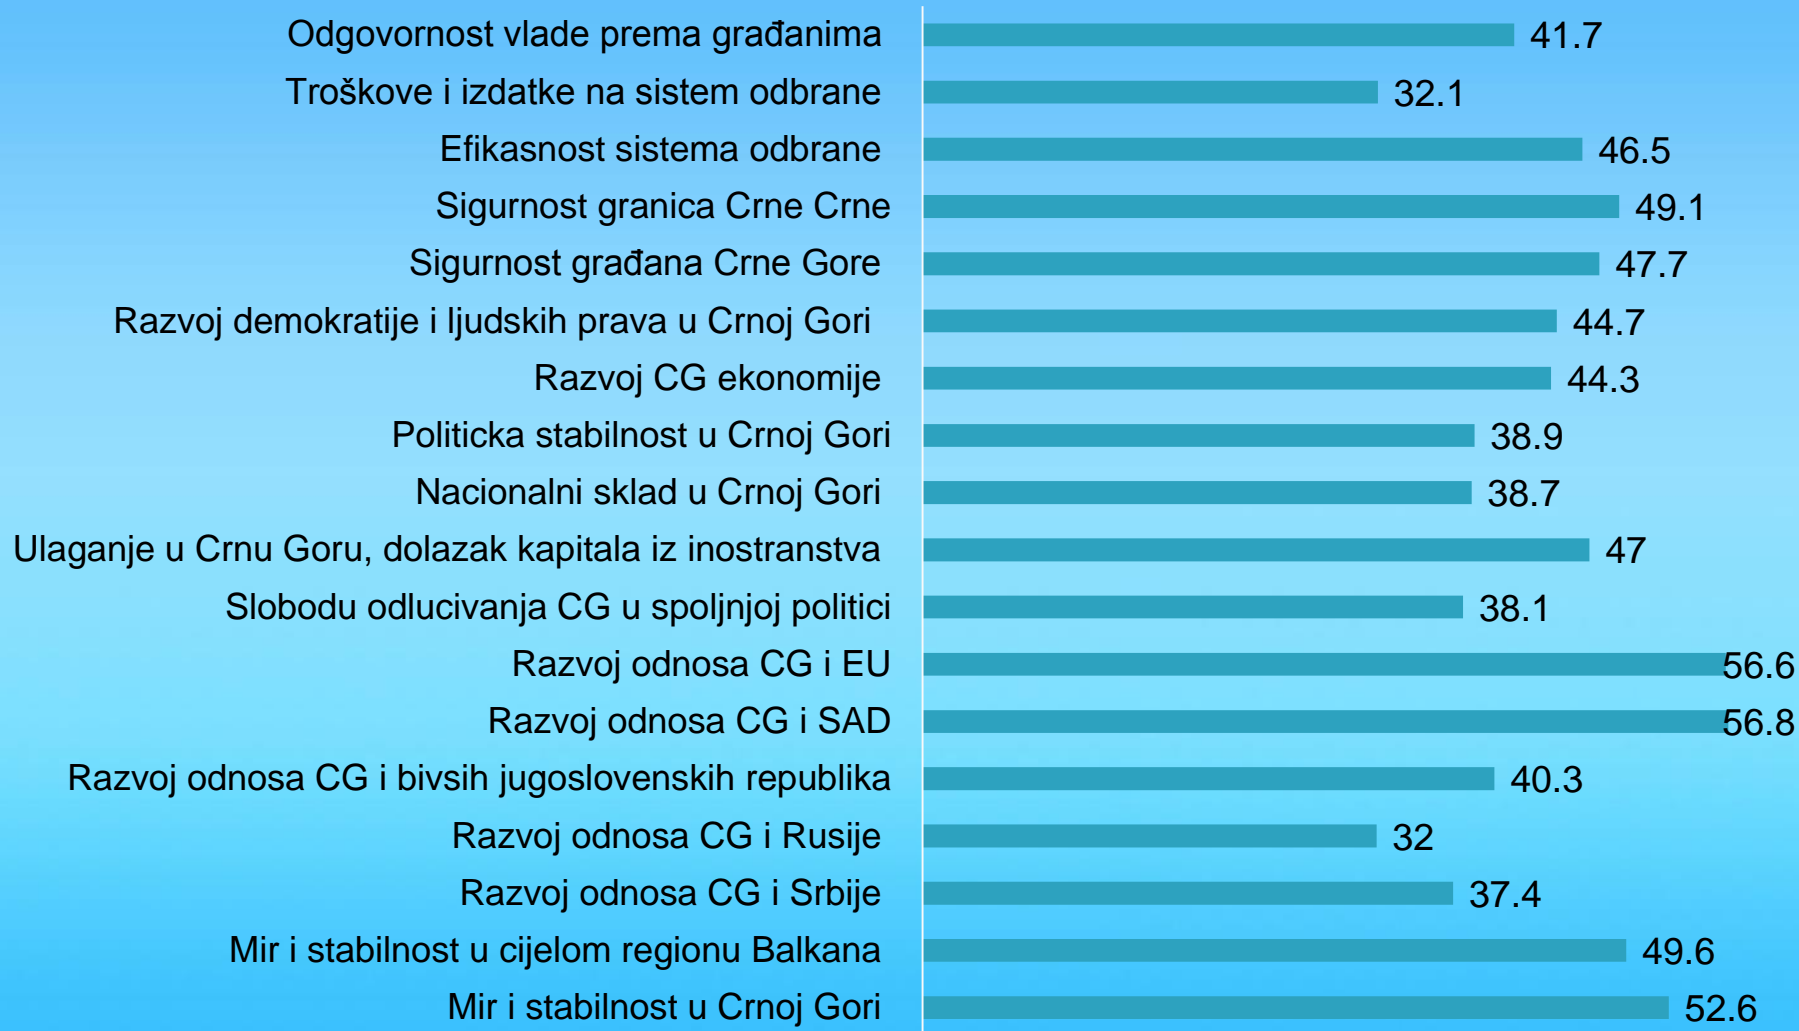 Odgovornost vlade prema građanima 41.7
Troškove i izdatke na sistem odbrane 32.1
Efikasnost sistema odbrane 46.5
Sigurnost granica Crne Crne 49.1
Sigurnost građana Crne Gore 47.7
Razvoj demokratije i ljudskih prava u Crnoj Gori 44.7
Razvoj CG ekonomije 44.3
Politicka stabilnost u Crnoj Gori 38.9
Nacionalni sklad u Crnoj Gori 38.7
Ulaganje u Crnu Goru, dolazak kapitala iz inostranstva 47
Slobodu odlucivanja CG u spoljnjoj politici 38.1
Razvoj odnosa CG i EU 56.6
Razvoj odnosa CG i SAD 56.8
Razvoj odnosa CG i bivsih jugoslovenskih republika 40.3
Razvoj odnosa CG i Rusije 32
Razvoj odnosa CG i Srbije 37.4
Mir i stabilnost u cijelom regionu Balkana 49.6
Mir i stabilnost u Crnoj Gori 52.6